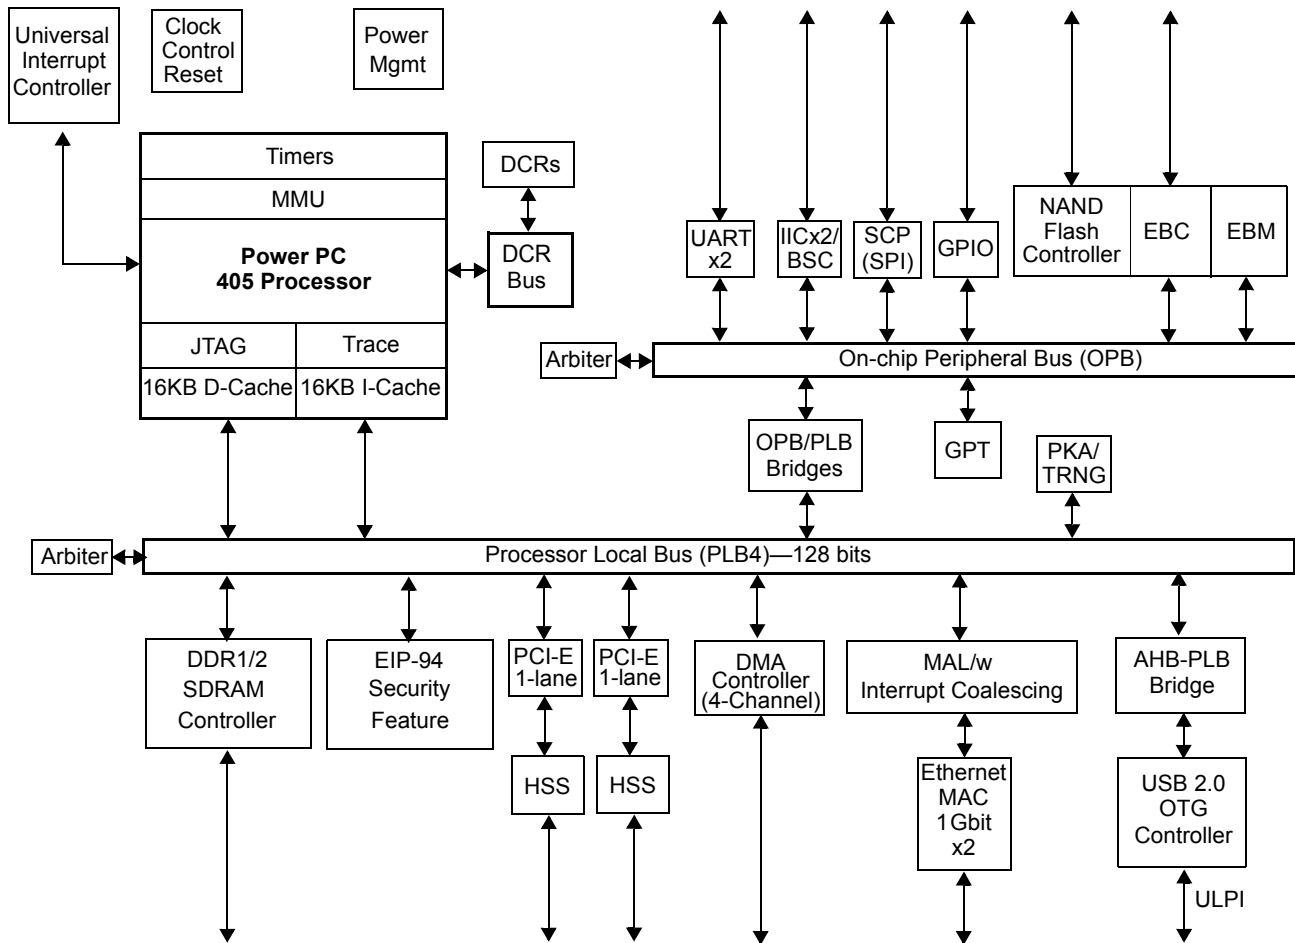 Universal
Interrupt
Controller
Clock
Control
Reset
Power
Mgmt
Timers
MMU
Power PC
405 Processor
JTAG
Trace
16KB D-Cache
16KB I-Cache
DCRs
DCR
Bus
UART
x2
IICx2/
BSC
SCP
(SPI)
GPIO
NAND
Flash
Controller
EBC
EBM
Arbiter
On-chip Peripheral Bus (OPB)
OPB/PLB
Bridges
GPT
PKA/
TRNG
Arbiter
Processor Local Bus (PLB4)—128 bits
DDR1/2
SDRAM
Controller
EIP-94
Security
Feature
PCI-E
1-lane
PCI-E
1-lane
HSS
HSS
DMA
Controller
(4-Channel)
MAL/w
Interrupt Coalescing
Ethernet
MAC
1Gbit
x2
AHB-PLB
Bridge
USB 2.0
OTG
Controller
ULPI